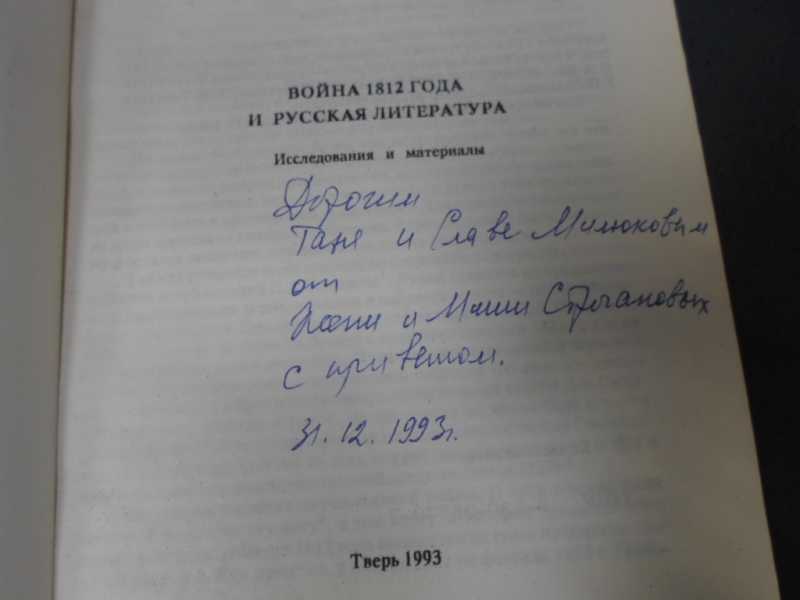 ВОЙНА 1812 ГОДА
И РУССКАЯ ЛИТЕРАТУРА
Исследования и материалы
Дорогим
Тане и Славе Милюковым
от
и Маши Строгановых
с приветом.
31.12.1993г.
Тверь 1993